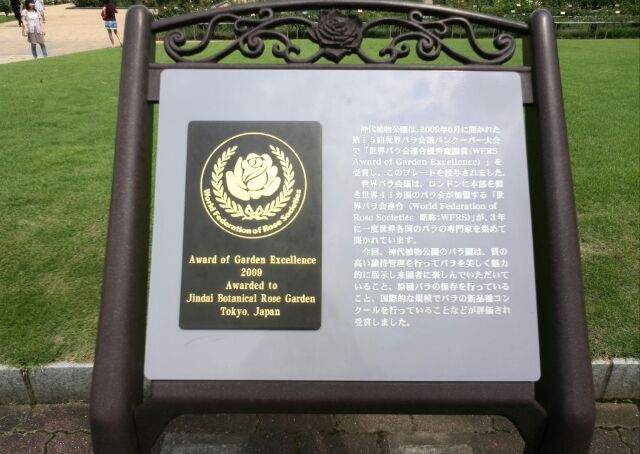 World Federation of Rose Societies
Award of Garden Excellence
2009
Awarded to
Jindai Botanical Rose Garden
Tokyo, Japan
神代植物公園は、2009年6月に開かれた
第15回世界バラ会議バンクーバー大会
で「世界バラ会連合優秀庭園賞(WFRS
Award of Garden Excellence)」を
受賞し、このプレートを授与されました。
世界バラ会議は、ロンドンに本部を置
き世界41カ国のバラ会が加盟する「世
界バラ会連合(World Federation of
Rose Societies 略称:WFRS)」が、3年
に一度世界各国のバラの専門家を集めて
開かれています。
今回、神代植物公園のバラ園は、質の
高い維持管理を行ってバラを美しく魅力
的に展示し来園者に楽しんでいただいて
いること、原種バラの保存を行っている
こと、国際的な規模でバラの新品種コン
クールを行っていることなどが評価され
受賞しました。